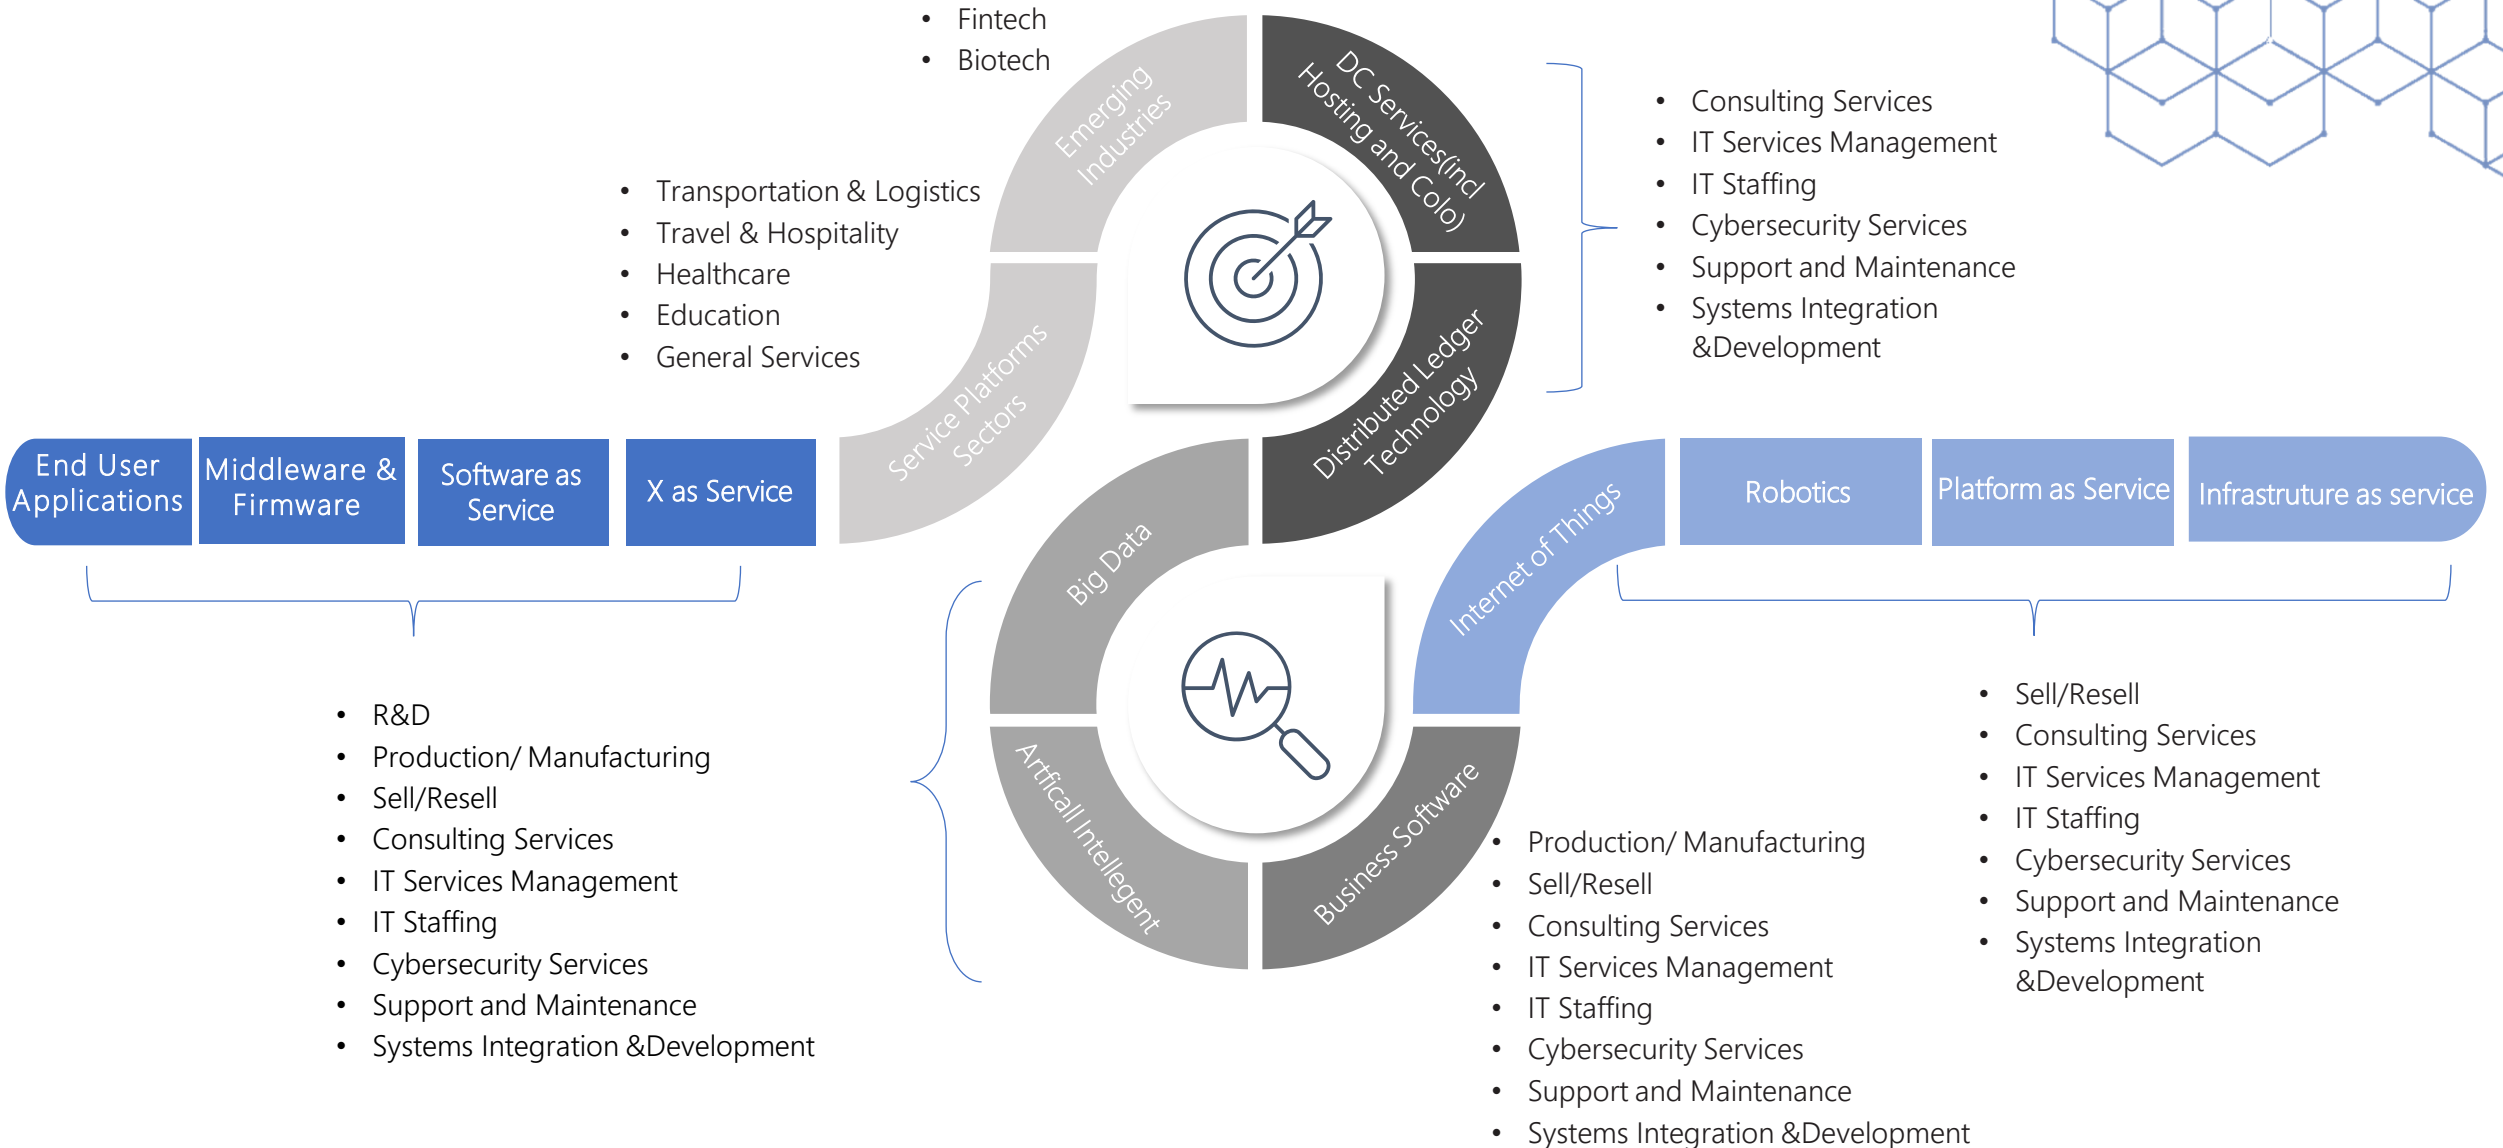 • Fintech
• Biotech
Emerging
Industries
DC Services(incl
Hosting and Colo)
• Consulting Services
• IT Services Management
• IT Staffing
• Cybersecurity Services
• Support and Maintenance
• Systems Integration
&Development
• Transportation & Logistics
• Travel & Hospitality
• Healthcare
• Education
• General Services
Service Platforms
Sectors
Distributed Ledger
Technology
End User
Applications
Middleware &
Firmware
Software as
Service
X as Service
Big Data
Internet of Things
Robotics
Platform as Service
Infrastruture as service
• R&D
• Production/ Manufacturing
• Sell/Resell
• Consulting Services
• IT Services Management
• IT Staffing
• Cybersecurity Services
• Support and Maintenance
• Systems Integration &Development
Artficall Intellegent
Business Software
• Production/ Manufacturing
• Sell/Resell
• Consulting Services
• IT Services Management
• IT Staffing
• Cybersecurity Services
• Support and Maintenance
• Systems Integration &Development
• Sell/Resell
• Consulting Services
• IT Services Management
• IT Staffing
• Cybersecurity Services
• Support and Maintenance
• Systems Integration
&Development